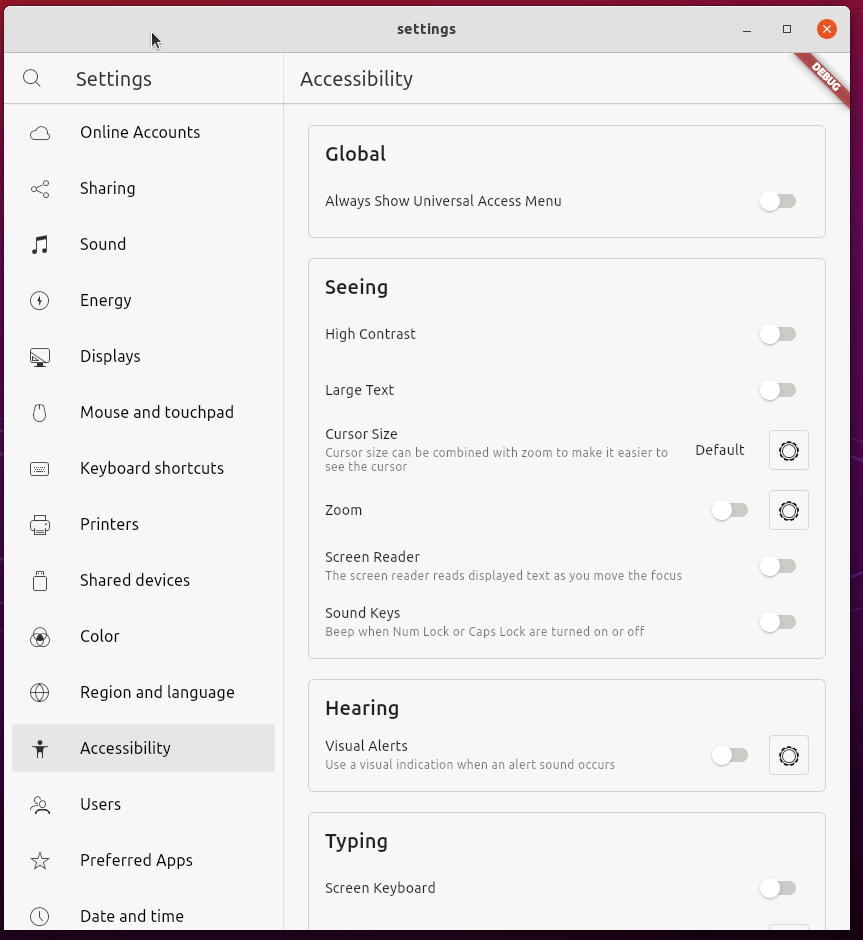 settings
DEBUG
Settings
Accessibility
Online Accounts
Sharing
Sound
Energy
Displays
Mouse and touchpad
Keyboard shortcuts
Printers
Shared devices
Color
Region and language
Accessibility
Users
Preferred Apps
Date and time
Global
Always Show Universal Access Menu
Seeing
High Contrast
Large Text
Cursor Size
Cursor size can be combined with zoom to make it easier to
see the cursor
Default
Zoom
Screen Reader
The screen reader reads displayed text as you move the focus
Sound Keys
Beep when Num Lock or Caps Lock are turned on or off
Hearing
Visual Alerts
Use a visual indication when an alert sound occurs
Typing
Screen Keyboard